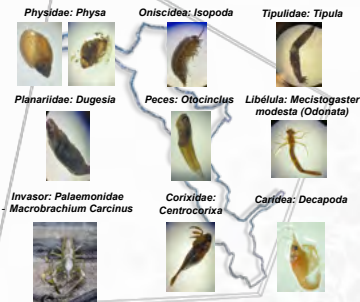 Physidae: Physa
Oniscidea: Isopoda
Tipulidae: Tipula
Planariidae: Dugesia
Peces: Otocinclus
Libélula: Mecistogaster
modesta (Odonata)
Invasor: Palaemonidae
- Macrobrachium Carcinus
Corixidae:
Centrocorixa
Caridea: Decapoda